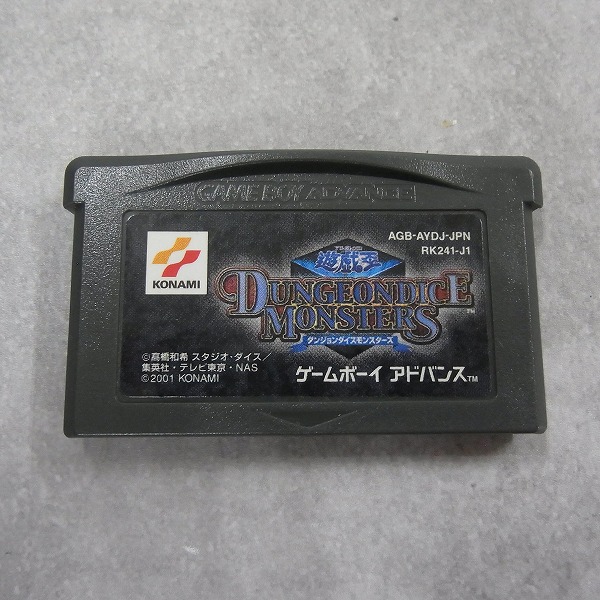 GAME BOY ADVANCE
KONAMI
AGB-AYDJ-JPN
RK241-J1
遊戯王
DUNGEONDICE
MONSTERS™
ダンジョンダイスモンスターズ
©高橋和希 スタジオ・ダイス／
集英社・テレビ東京・NAS
©2001 KONAMI
ゲームボーイ アドバンス™